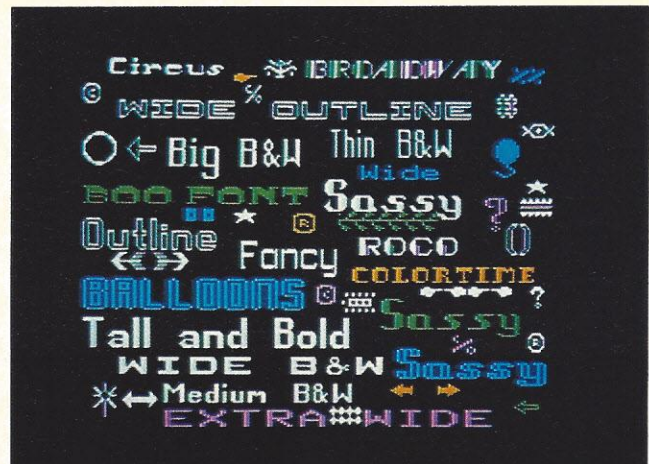 Circus BROADWAY
© WIDE % OUTLINE #
Big B&W Thin B&W
Wide
BOO FONT Sassy ?
Outline ® ROCO ()
Fancy
COLORTIME
BALLOONS © ?
Sassy
Tall and Bold % ®
WIDE B&W Sassy
Medium B&W
EXTRA WIDE